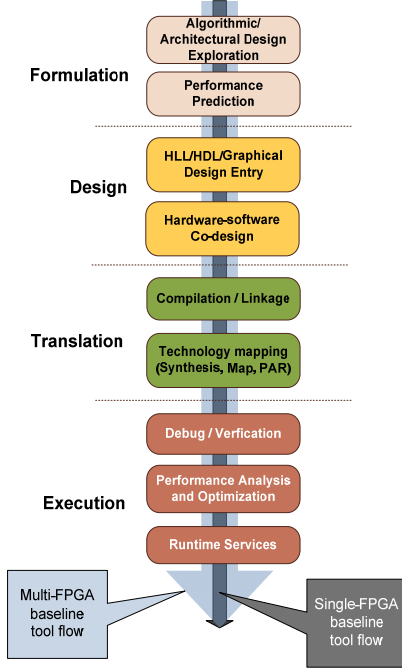 Algorithmic/
Architectural Design
Exploration
Formulation
Performance
Prediction
HLL/HDL/Graphical
Design Entry
Design
Hardware-software
Co-design
Compilation / Linkage
Translation
Technology mapping
(Synthesis, Map, PAR)
Debug / Verfication
Performance Analysis
and Optimization
Execution
Runtime Services
Multi-FPGA
baseline
tool flow
Single-FPGA
baseline
tool flow